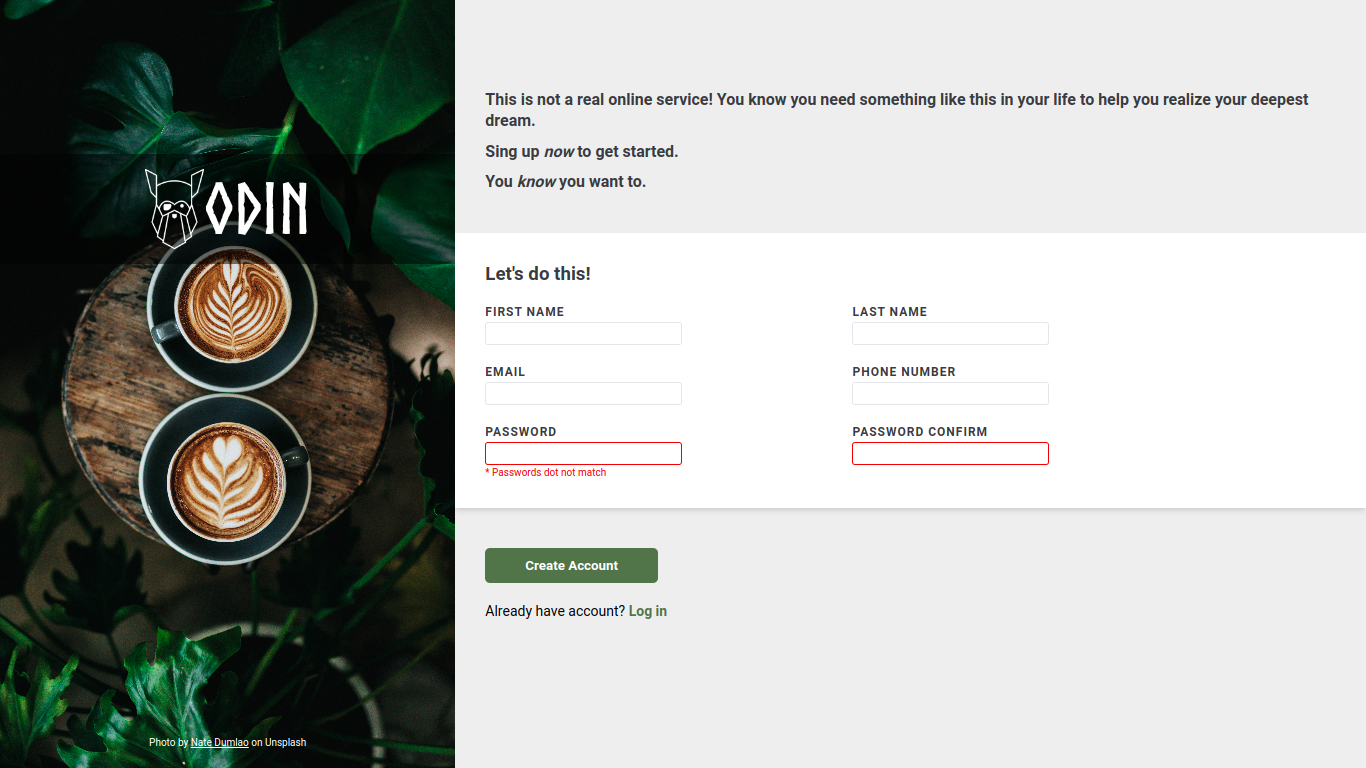 ODIN
Photo by Nate Dumlao on Unsplash
This is not a real online service! You know you need something like this in your life to help you realize your deepest
dream.
Sing up now to get started.
You know you want to.
Let's do this!
FIRST NAME
LAST NAME
EMAIL
PHONE NUMBER
PASSWORD
PASSWORD CONFIRM
* Passwords dot not match
Create Account
Already have account? Log in